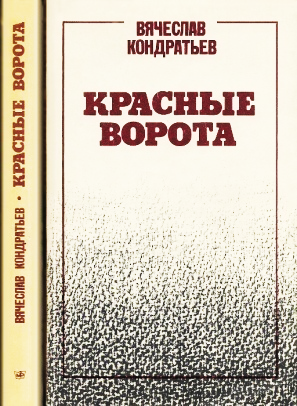 ВЯЧЕСЛАВ КОНДРАТЬЕВ • КРАСНЫЕ ВОРОТА
ВЯЧЕСЛАВ
КОНДРАТЬЕВ
КРАСНЫЕ
ВОРОТА